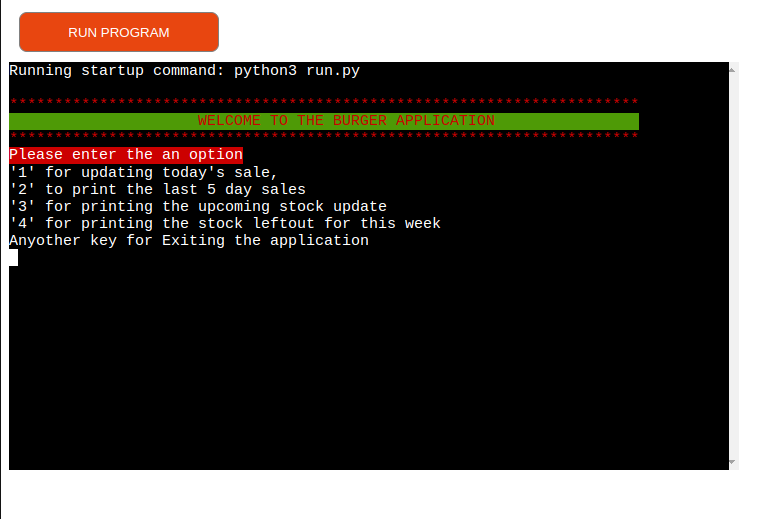 RUN PROGRAM
Running startup command: python3 run.py
**********************************************************************
WELCOME TO THE BURGER APPLICATION
**********************************************************************
Please enter the an option
'1' for updating today's sale,
'2' to print the last 5 day sales
'3' for printing the upcoming stock update
'4' for printing the stock leftout for this week
Anyother key for Exiting the application